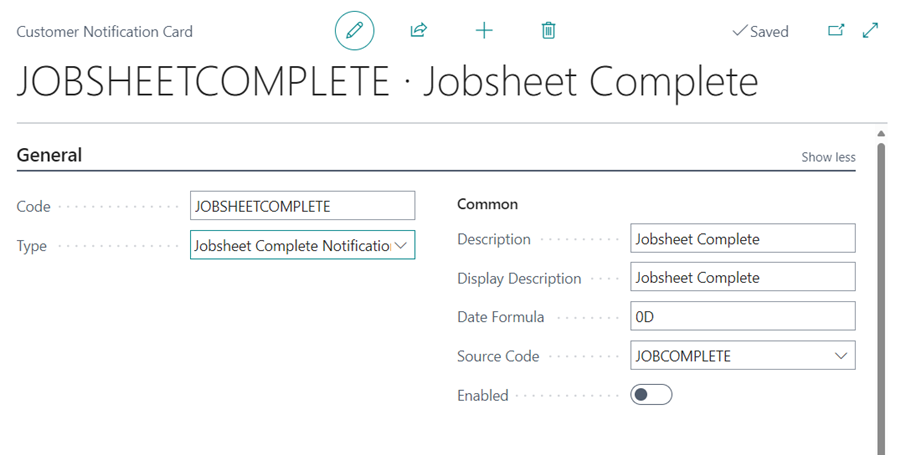 Customer Notification Card
Saved
JOBSHEETCOMPLETE · Jobsheet Complete
General
Show less
Code
JOBSHEETCOMPLETE
Type
Jobsheet Complete Notificatio
Common
Description
Jobsheet Complete
Display Description
Jobsheet Complete
Date Formula
0D
Source Code
JOBCOMPLETE
Enabled